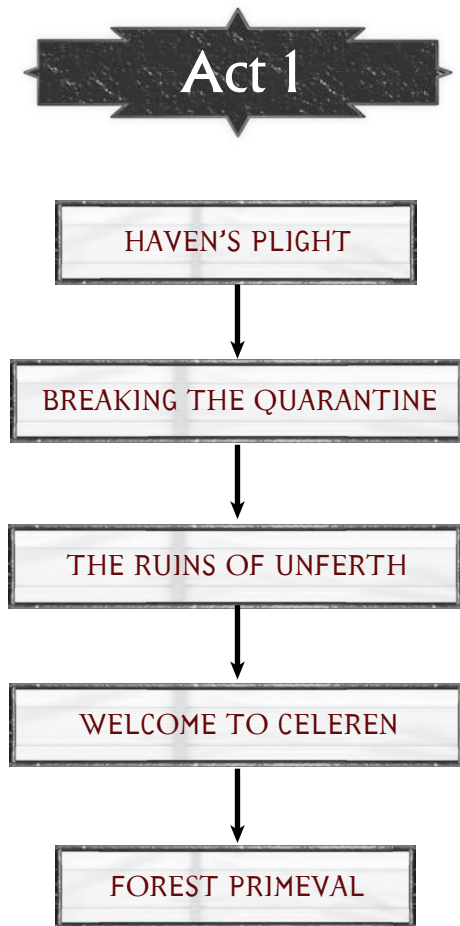 Act 1
HAVEN'S PLIGHT
BREAKING THE QUARANTINE
THE RUINS OF UNFERTH
WELCOME TO CELEREN
FOREST PRIMEVAL